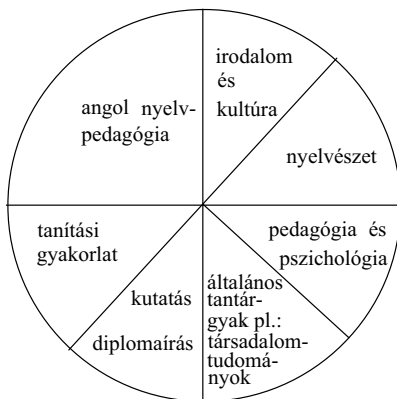 irodalom
és
kultúra
nyelvészet
pedagógia és
pszichológia
általános
tantár-
gyak pl.:
társadalom-
tudomá-
nyok
kutatás
diplomaírás
tanítási
gyakorlat
angol nyelv-
pedagógia